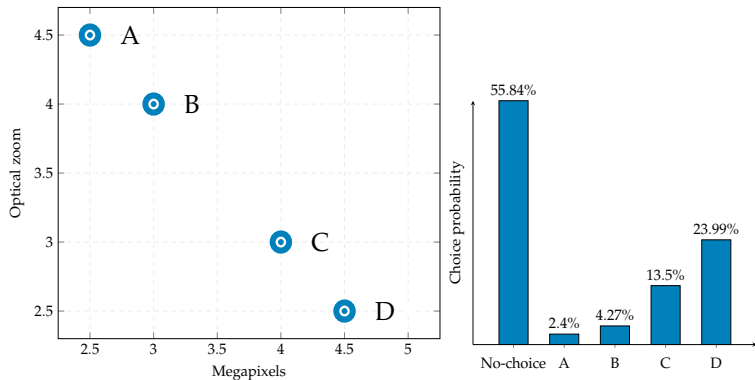 4.5
4
3.5
3
2.5
Optical zoom
A
B
C
D
2.5 3 3.5 4 4.5 5
Megapixels
Choice probability
55.84%
2.4%
4.27%
13.5%
23.99%
No-choice A B C D